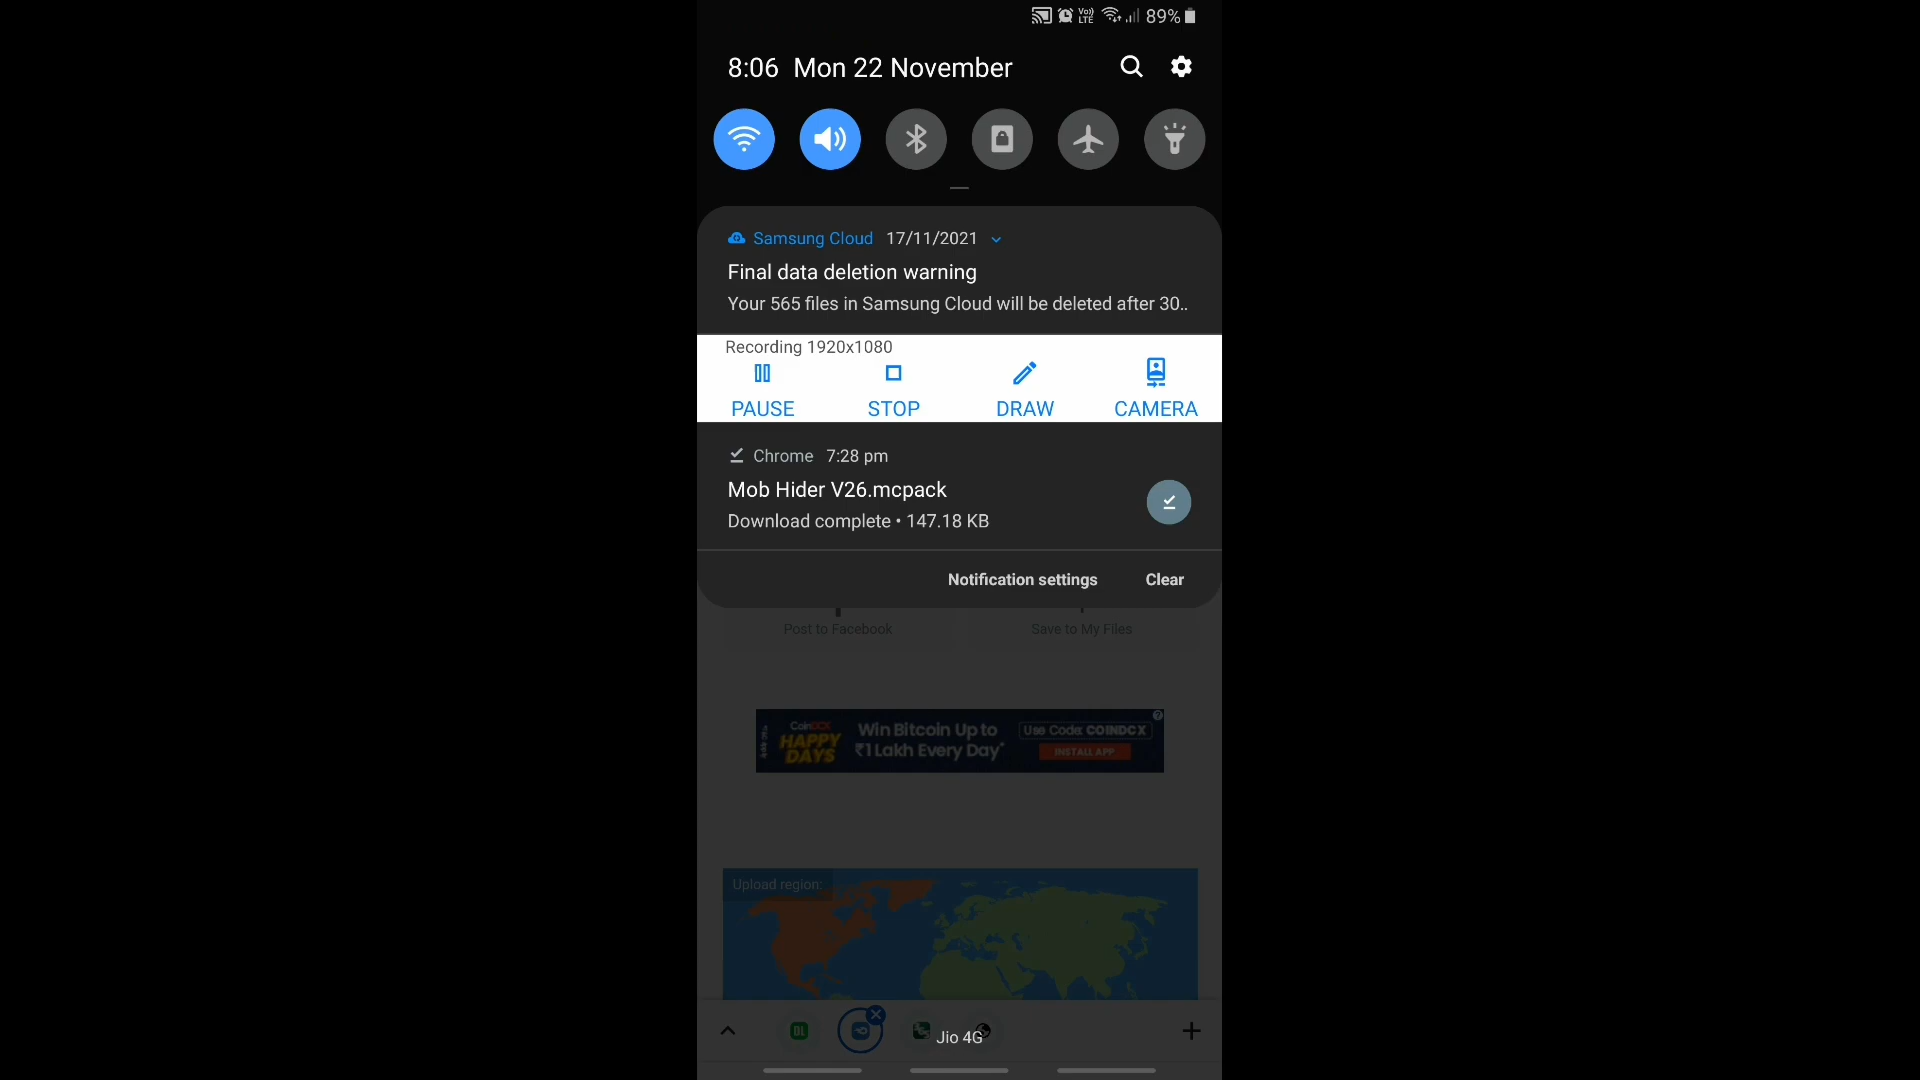 Vo))
LTE
89%
8:06 Mon 22 November
Samsung Cloud 17/11/2021
Final data deletion warning
Your 565 files in Samsung Cloud will be deleted after 30..
Recording 1920x1080
PAUSE STOP DRAW CAMERA
Chrome 7:28 pm
Mob Hider V26.mcpack
Download complete • 147.18 KB
Notification settings Clear
Post to Facebook Save to My Files
CoinDCX
HAPPY
DAYS
Win Bitcoin Up to
₹1 Lakh Every Day*
Use Code: COINDCX
INSTALL APP
Upload region:
DL
Jio 4G